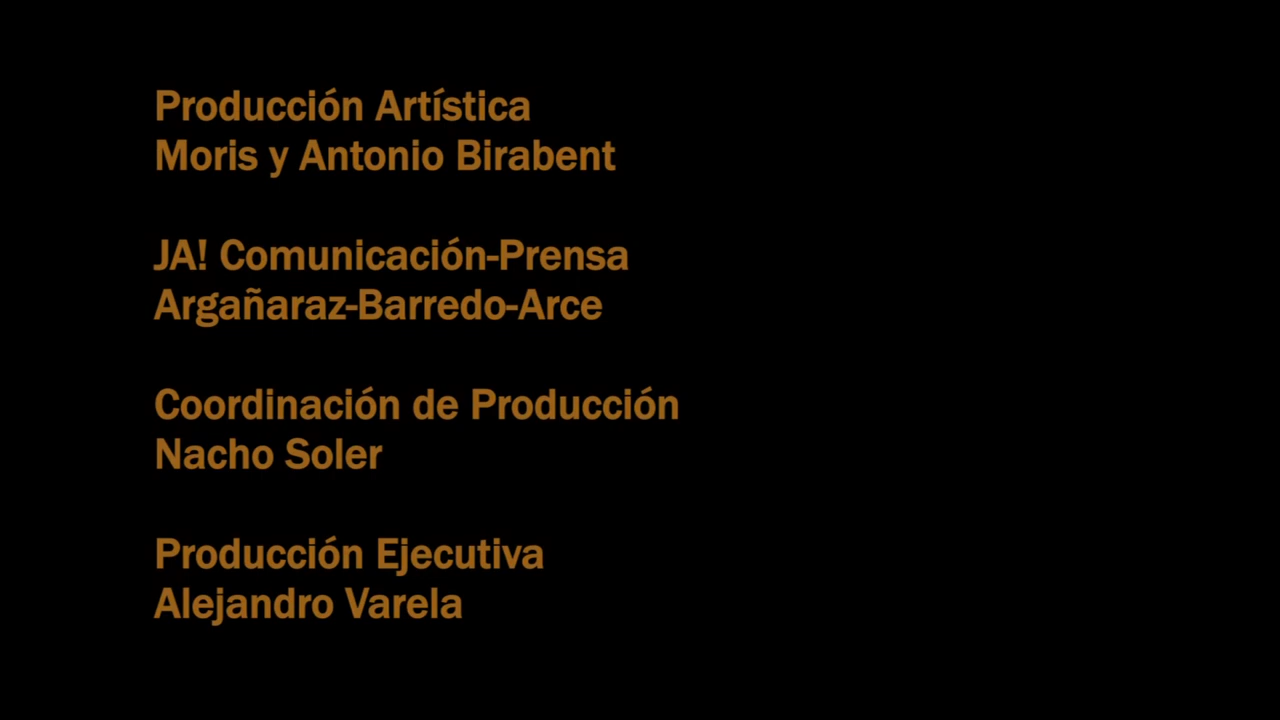 Producción Artística
Moris y Antonio Birabent
JA! Comunicación-Prensa
Argañaraz-Barredo-Arce
Coordinación de Producción
Nacho Soler
Producción Ejecutiva
Alejandro Varela